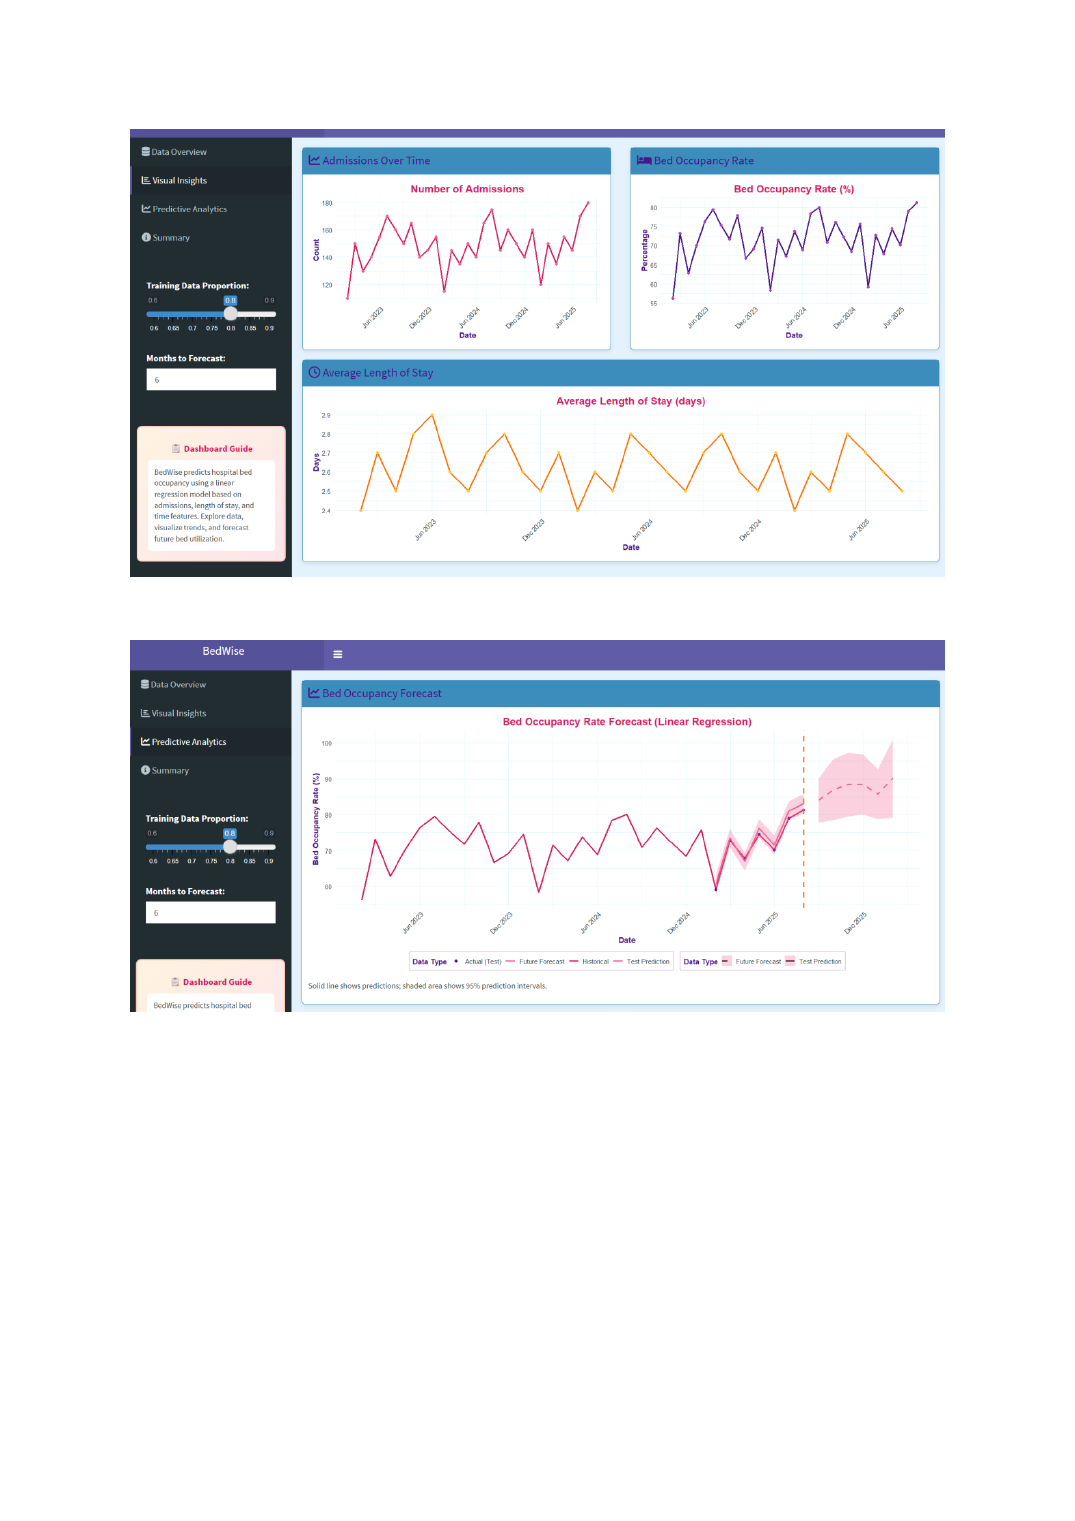 Data Overview
Visual Insights
Predictive Analytics
Summary
Training Data Proportion:
0.6 0.8 0.9
0.6 0.65 0.7 0.75 0.8 0.85 0.9
Months to Forecast:
6
Dashboard Guide
BedWise predicts hospital bed
occupancy using a linear
regression model based on
admissions, length of stay, and
time features. Explore data,
visualize trends, and forecast
future bed utilization.
Admissions Over Time
Number of Admissions
180
160
140
120
Count
Jun 2023 Dec 2023 Jun 2024 Dec 2024 Jun 2025
Date
Bed Occupancy Rate
Bed Occupancy Rate (%)
80
75
70
65
60
55
Percentage
Jun 2023 Dec 2023 Jun 2024 Dec 2024 Jun 2025
Date
Average Length of Stay
Average Length of Stay (days)
2.9
2.8
2.7
2.6
2.5
2.4
Days
Jun 2023 Dec 2023 Jun 2024 Dec 2024 Jun 2025
Date
BedWise
Data Overview
Visual Insights
Predictive Analytics
Summary
Training Data Proportion:
0.6 0.8 0.9
0.6 0.65 0.7 0.75 0.8 0.85 0.9
Months to Forecast:
6
Dashboard Guide
BedWise predicts hospital bed
Bed Occupancy Forecast
Bed Occupancy Rate Forecast (Linear Regression)
100
90
80
70
60
Bed Occupancy Rate (%)
Jun 2023 Dec 2023 Jun 2024 Dec 2024 Jun 2025 Dec 2025
Date
Data Type Actual (Test) Future Forecast Historical Test Prediction Data Type Future Forecast Test Prediction
Solid line shows predictions; shaded area shows 95% prediction intervals.